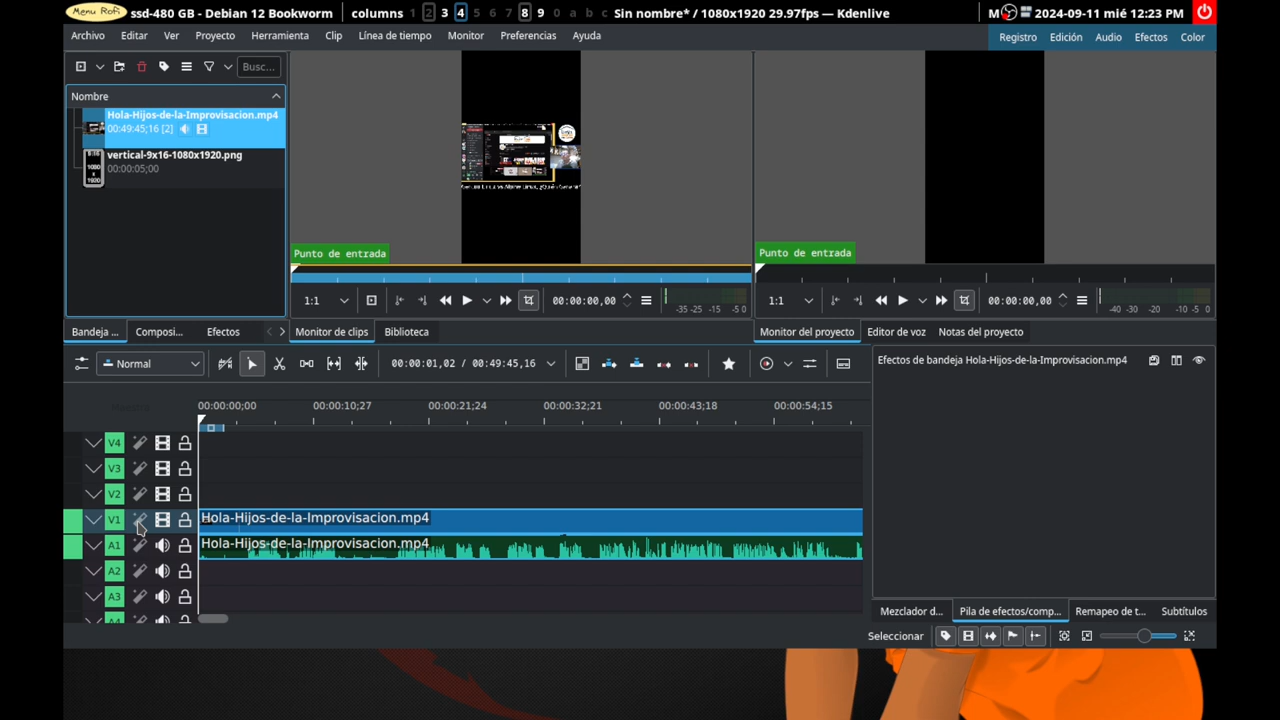 Menu Rofi ssd-480 GB - Debian 12 Bookworm columns 1 2 3 4 5 6 7 8 9 0 a b c Sin nombre* / 1080x1920 29.97fps — Kdenlive M 2024-09-11 mié 12:23 PM
Archivo Editar Ver Proyecto Herramienta Clip Línea de tiempo Monitor Preferencias Ayuda Registro Edición Audio Efectos Color
Busc...
Nombre
Hola-Hijos-de-la-Improvisacion.mp4
00:49:45;16 [2]
vertical-9x16-1080x1920.png
00:00:05;00
9:16
1080
x
1920
Punto de entrada
Punto de entrada
1:1 00:00:00,00 -35 -25 -15 -5 0
1:1 00:00:00,00 -40 -30 -20 -10 0
Bandeja ... Composi... Efectos Monitor de clips Biblioteca Monitor del proyecto Editor de voz Notas del proyecto
Normal 00:00:01,02 / 00:49:45,16
Efectos de bandeja Hola-Hijos-de-la-Improvisacion.mp4
Maestra
00:00:00;00 00:00:10;27 00:00:21;24 00:00:32;21 00:00:43;18 00:00:54;15
V4
V3
V2
V1 Hola-Hijos-de-la-Improvisacion.mp4
A1 Hola-Hijos-de-la-Improvisacion.mp4
A2
A3
A4
Mezclador d... Pila de efectos/comp... Remapeo de t... Subtítulos
Seleccionar